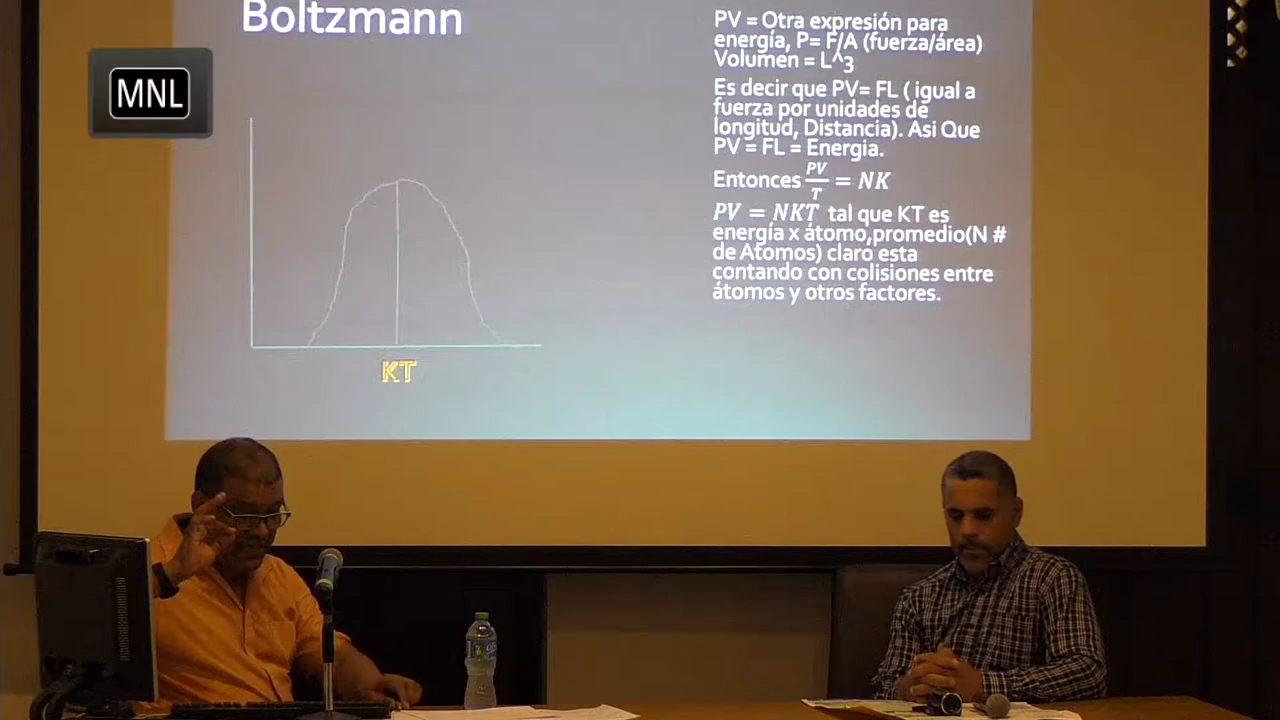 Boltzmann
MNL
PV = Otra expresión para
energía, P= F/A (fuerza/área)
Volumen = L^3
Es decir que PV= FL ( igual a
fuerza por unidades de
longitud, Distancia). Asi Que
PV = FL = Energia.
Entonces PV/T = NK
PV = NKT tal que KT es
energía x átomo,promedio(N #
de Atomos) claro esta
contando con colisiones entre
átomos y otros factores.
KT